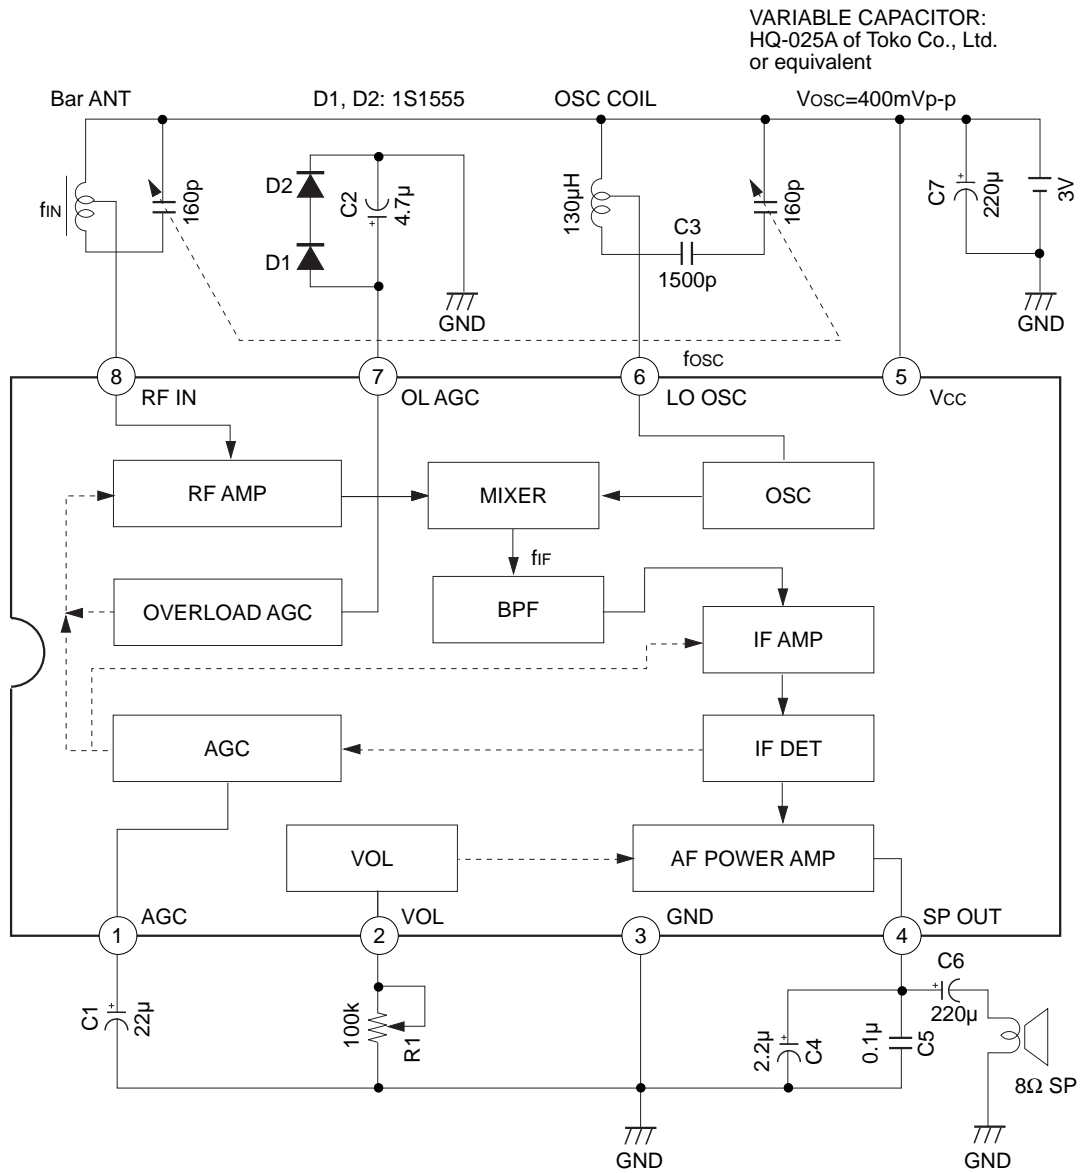 VARIABLE CAPACITOR:
HQ-025A of Toko Co., Ltd.
or equivalent
Bar ANT
D1, D2: 1S1555
OSC COIL
VOSC=400mVp-p
fIN
160p
D2
D1
C2
4.7μ
GND
130μH
C3
1500p
160p
C7
220μ
3V
GND
fOSC
8
7
6
5
RF IN
OL AGC
LO OSC
VCC
RF AMP
MIXER
OSC
fIF
OVERLOAD AGC
BPF
IF AMP
AGC
IF DET
VOL
AF POWER AMP
AGC
VOL
GND
SP OUT
1
2
3
4
C1
22μ
100k
R1
2.2μ
C4
0.1μ
C5
C6
220μ
8Ω SP
GND
GND